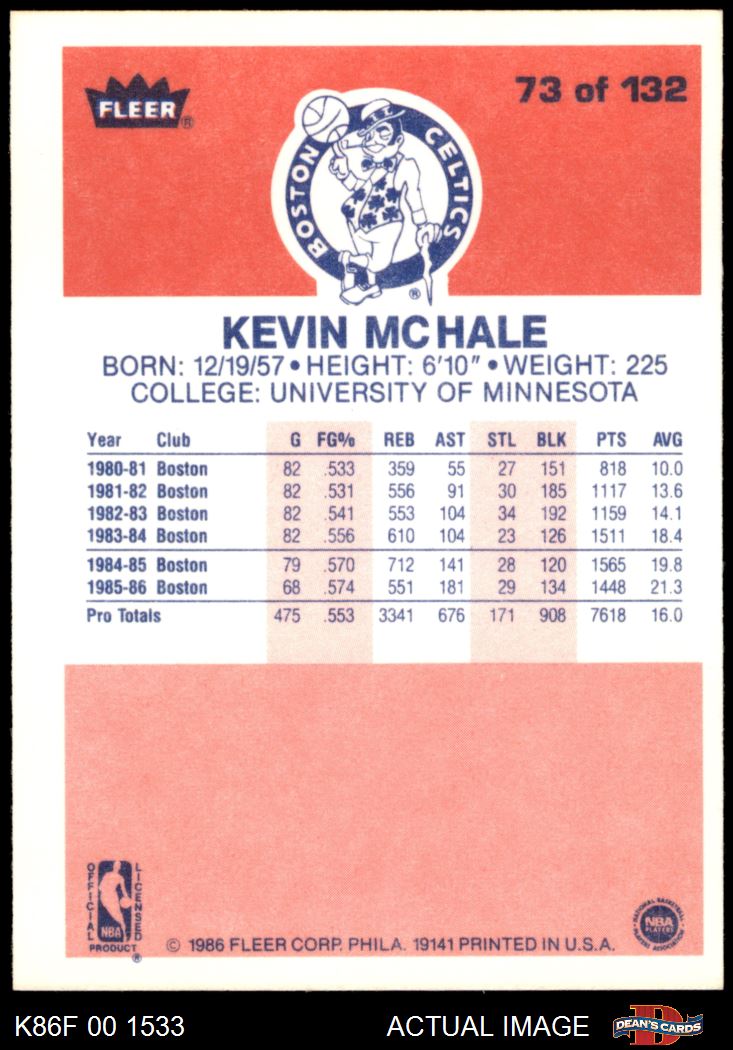 FLEER®
73 of 132
BOSTON CELTICS
®
KEVIN MCHALE
BORN: 12/19/57 • HEIGHT: 6'10" • WEIGHT: 225
COLLEGE: UNIVERSITY OF MINNESOTA
Year Club G FG% REB AST STL BLK PTS AVG
1980-81 Boston 82 .533 359 55 27 151 818 10.0
1981-82 Boston 82 .531 556 91 30 185 1117 13.6
1982-83 Boston 82 .541 553 104 34 192 1159 14.1
1983-84 Boston 82 .556 610 104 23 126 1511 18.4
1984-85 Boston 79 .570 712 141 28 120 1565 19.8
1985-86 Boston 68 .574 551 181 29 134 1448 21.3
Pro Totals 475 .553 3341 676 171 908 7618 16.0
OFFICIAL LICENSED
NBA
PRODUCT ®
NATIONAL BASKETBALL
NBA
PLAYERS
PLAYERS ASSOCIATION
© 1986 FLEER CORP. PHILA. 19141 PRINTED IN U.S.A.
K86F 00 1533
ACTUAL IMAGE
D
DEAN'S CARDS